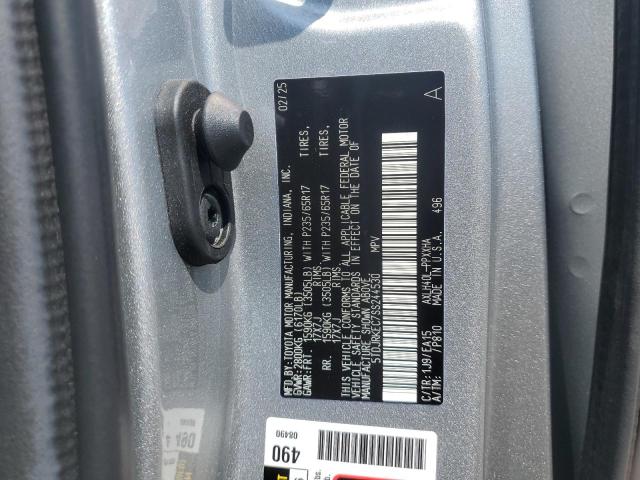 MFD.BY:TOYOTA MOTOR MANUFACTURING, INDIANA, INC. 02/25
GVWR:2800KG (6170LB)
GAWR:FRT. 1590KG (3505LB) WITH P235/65R17 TIRES,
17X7J RIMS,
RR. 1590KG (3505LB) WITH P235/65R17 TIRES,
17X7J RIMS
THIS VEHICLE CONFORMS TO ALL APPLICABLE FEDERAL MOTOR
VEHICLE SAFETY STANDARDS IN EFFECT ON THE DATE OF
MANUFACTURE SHOWN ABOVE.
MPV
A
C/TR:1J9/EA15 AXLH40L-PPXXHA
A/TM: /P810 MADE IN U.S.A. 496
08490
490